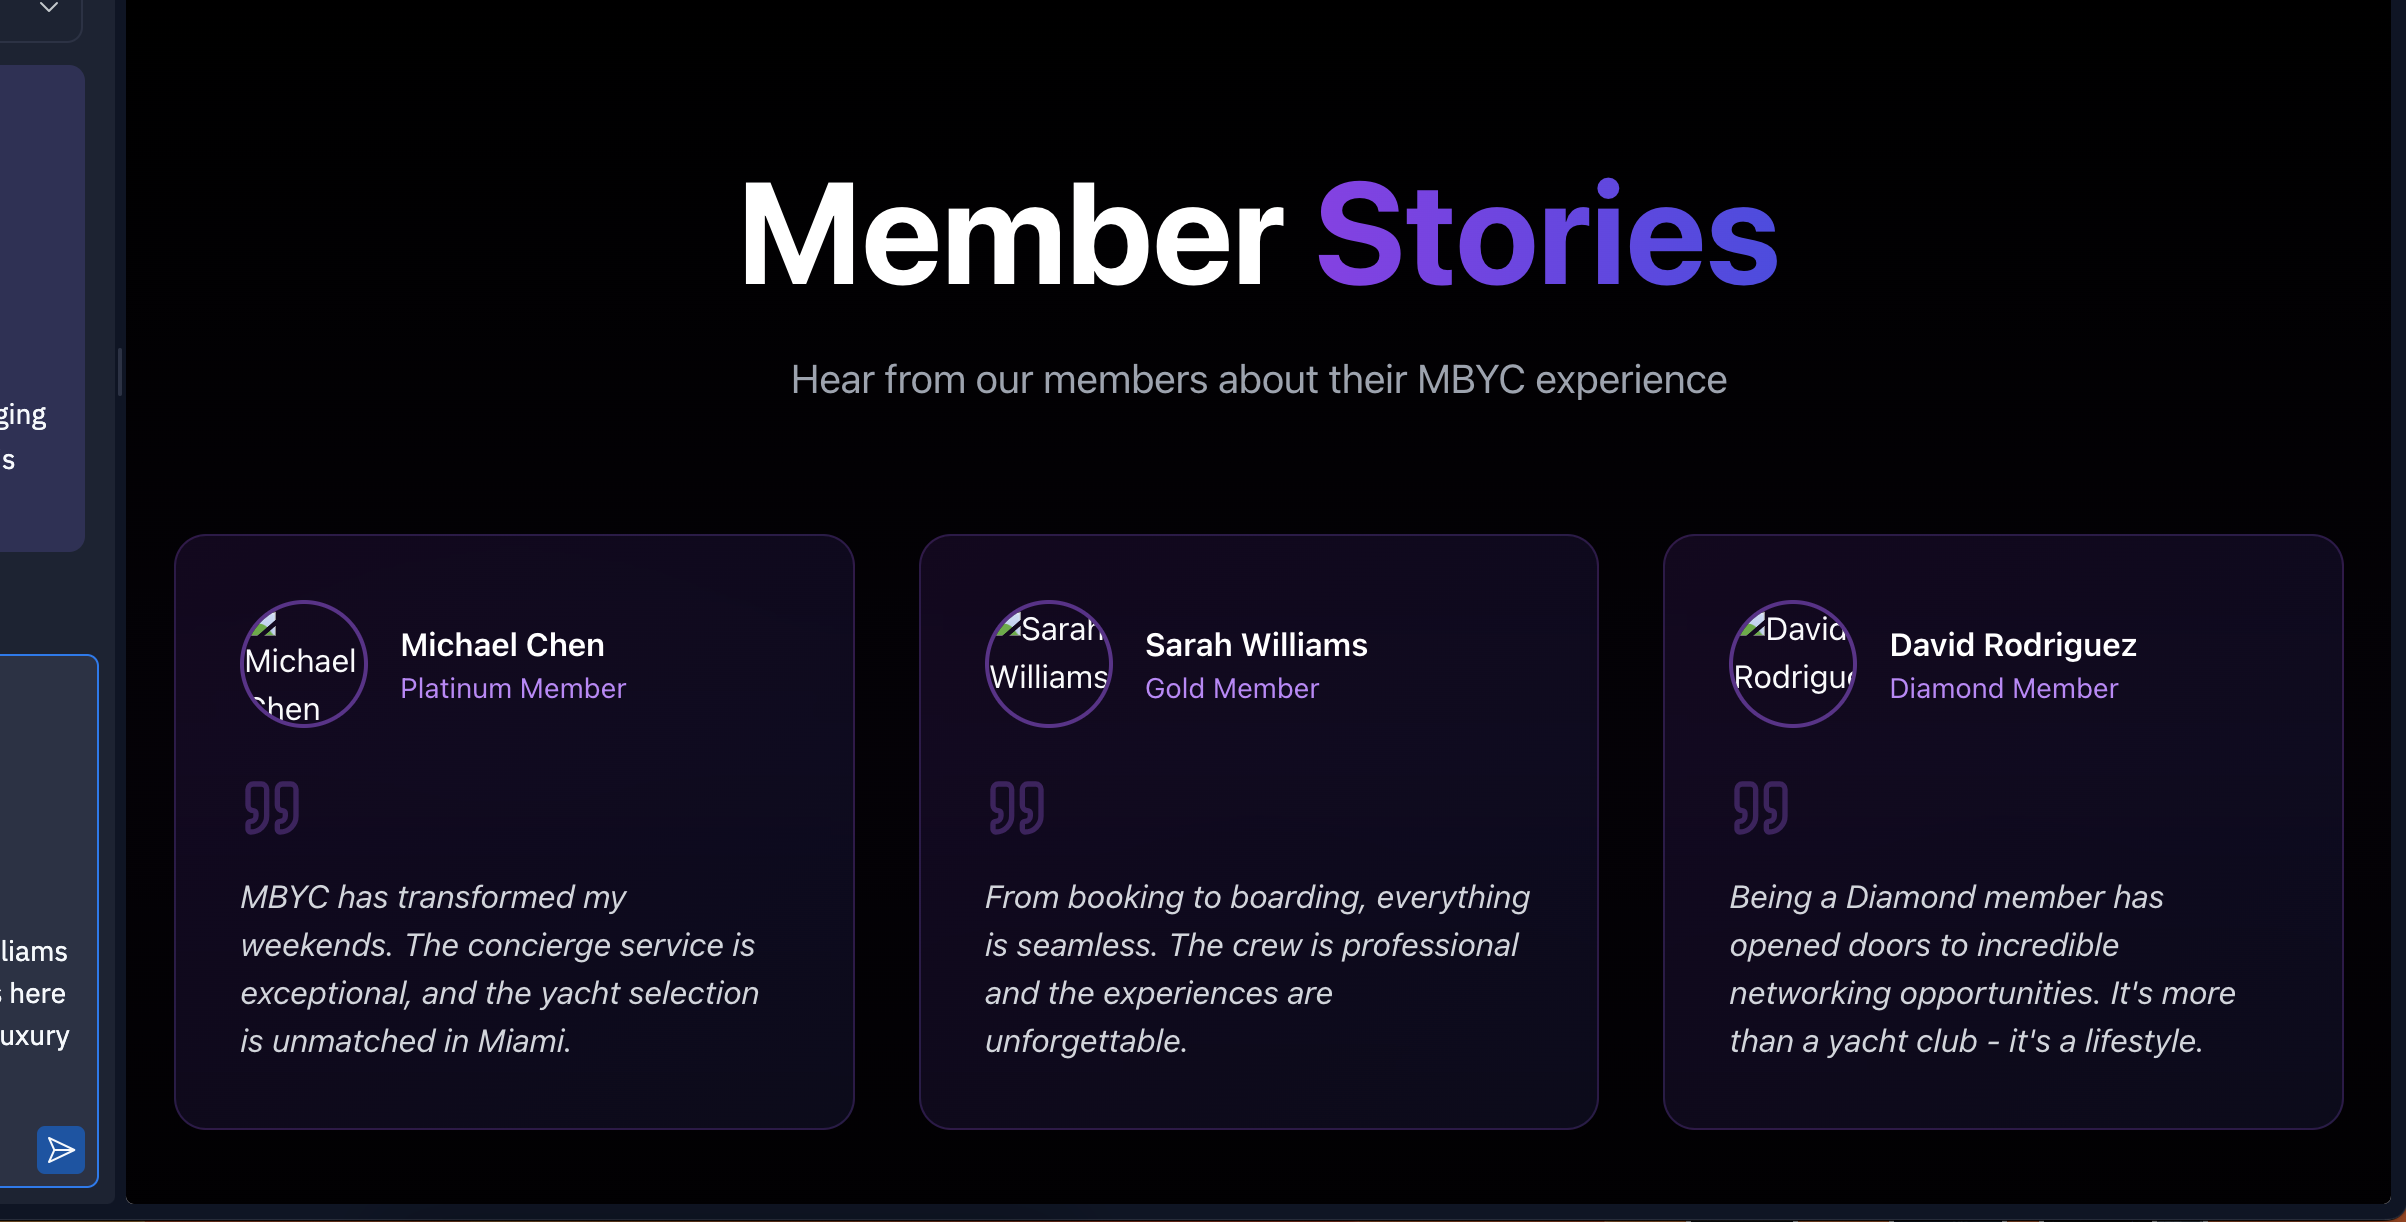 ging
s
liams
here
uxury
Member Stories
Hear from our members about their MBYC experience
Michael
Chen
Michael Chen
Platinum Member
MBYC has transformed my
weekends. The concierge service is
exceptional, and the yacht selection
is unmatched in Miami.
Sarah
Williams
Sarah Williams
Gold Member
From booking to boarding, everything
is seamless. The crew is professional
and the experiences are
unforgettable.
David
Rodrigue
David Rodriguez
Diamond Member
Being a Diamond member has
opened doors to incredible
networking opportunities. It's more
than a yacht club - it's a lifestyle.